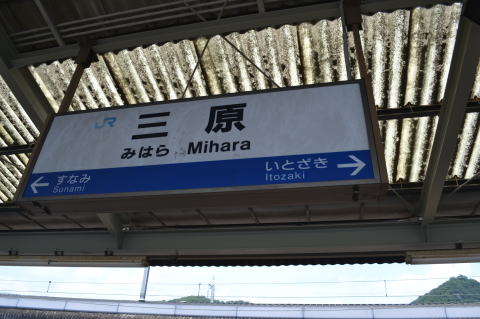 JR 三原
みはら Mihara
すなみ いとざき
Sunami Itozaki